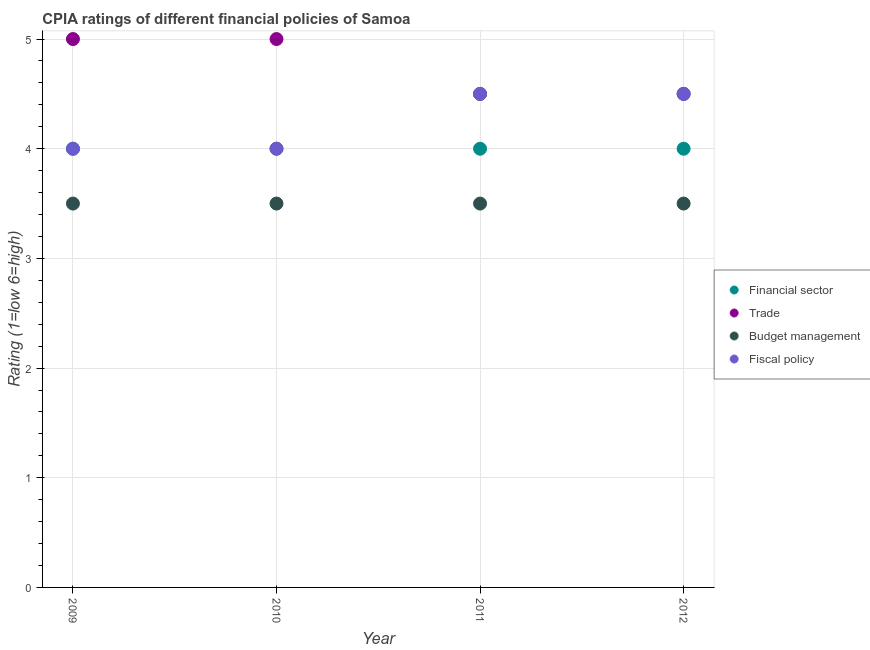 CPIA ratings of different financial policies of Samoa
Rating (1=low 6=high)
5
4
3
2
1
0
2009
2010
2011
2012
Year
Financial sector
Trade
Budget management
Fiscal policy